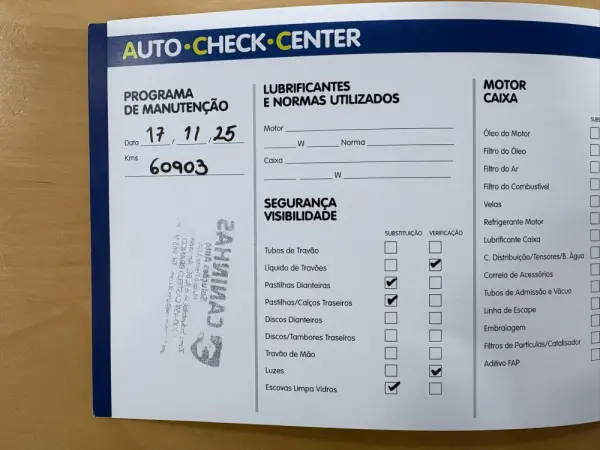 AUTO•CHECK•CENTER
PROGRAMA
DE MANUTENÇÃO
Data 17 / 11 / 25
Kms 60903
LUBRIFICANTES
E NORMAS UTILIZADOS
Motor
W Norma
Caixa
W
SEGURANÇA
VISIBILIDADE
SUBSTITUIÇÃO VERIFICAÇÃO
Tubos de Travão
Líquido de Travões
Pastilhas Dianteiras
Pastilhas/Calços Traseiros
Discos Dianteiros
Discos/Tambores Traseiros
Travão de Mão
Luzes
Escovas Limpa Vidros
MOTOR
CAIXA
SUBS
Óleo do Motor
Filtro do Óleo
Filtro do Ar
Filtro do Combustível
Velas
Refrigerante Motor
Lubrificante Caixa
C. Distribuição/Tensores/B. Água
Correia de Acessórios
Tubos de Admissão e Vácuo
Linha de Escape
Embraiagem
Filtros de Partículas/Catalisador
Aditivo FAP
CANINHAS